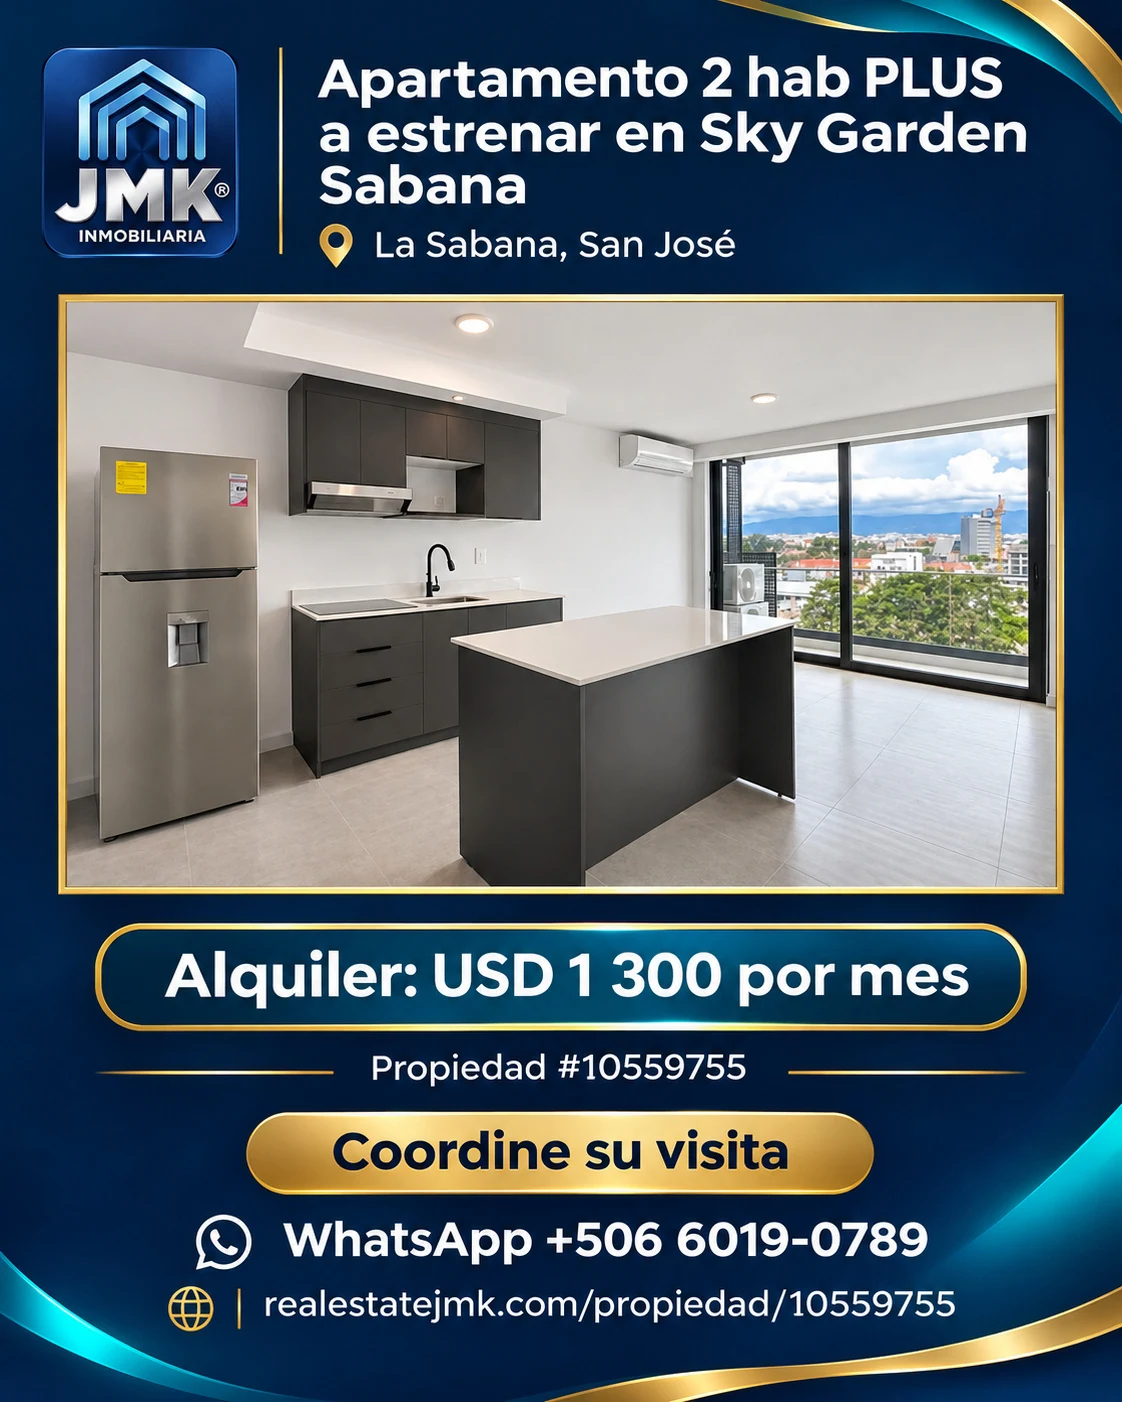 JMK®
INMOBILIARIA
Apartamento 2 hab PLUS
a estrenar en Sky Garden
Sabana
La Sabana, San José
Alquiler: USD 1 300 por mes
Propiedad #10559755
Coordine su visita
WhatsApp +506 6019-0789
realestatejmk.com/propiedad/10559755